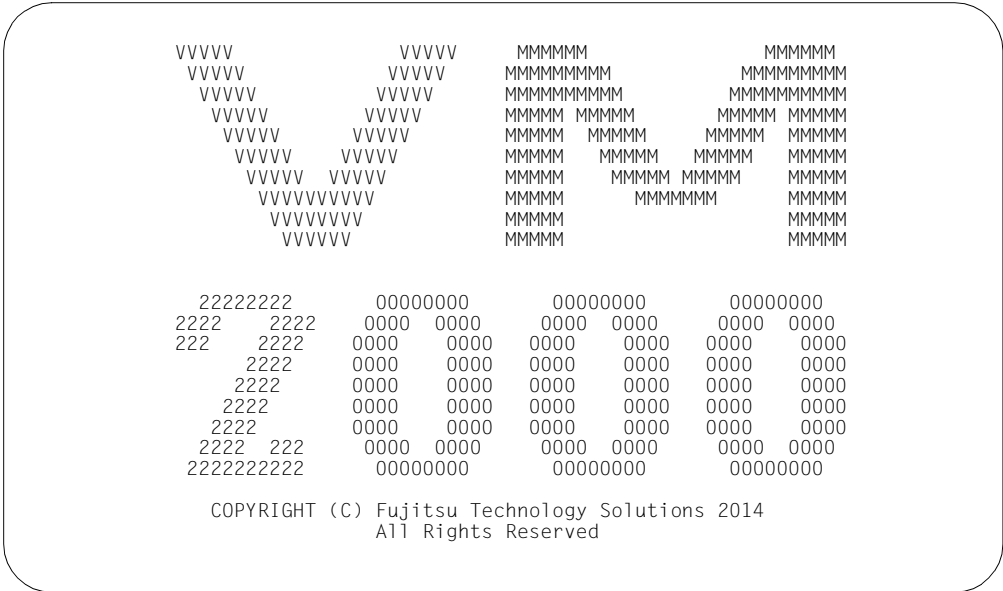 VVVVV              VVVVV     MMMMMM               MMMMMM
 VVVVV            VVVVV     MMMMMMMMM           MMMMMMMMM
  VVVVV          VVVVV      MMMMMMMMMM         MMMMMMMMMM
   VVVVV        VVVVV       MMMMM MMMMM       MMMMM MMMMM
    VVVVV      VVVVV        MMMMM  MMMMM     MMMMM  MMMMM
     VVVVV    VVVVV         MMMMM   MMMMM   MMMMM   MMMMM
      VVVVV  VVVVV          MMMMM    MMMMM MMMMM    MMMMM
       VVVVVVVVVV           MMMMM      MMMMMMM      MMMMM
        VVVVVVVV            MMMMM                   MMMMM
         VVVVVV             MMMMM                   MMMMM
  22222222       00000000       00000000       00000000
2222    2222    0000  0000     0000  0000     0000  0000
222    2222    0000    0000   0000    0000   0000    0000
      2222     0000    0000   0000    0000   0000    0000
     2222      0000    0000   0000    0000   0000    0000
    2222       0000    0000   0000    0000   0000    0000
   2222        0000    0000   0000    0000   0000    0000
  2222  222     0000  0000     0000  0000     0000  0000
 2222222222      00000000       00000000       00000000
COPYRIGHT (C) Fujitsu Technology Solutions 2014
All Rights Reserved